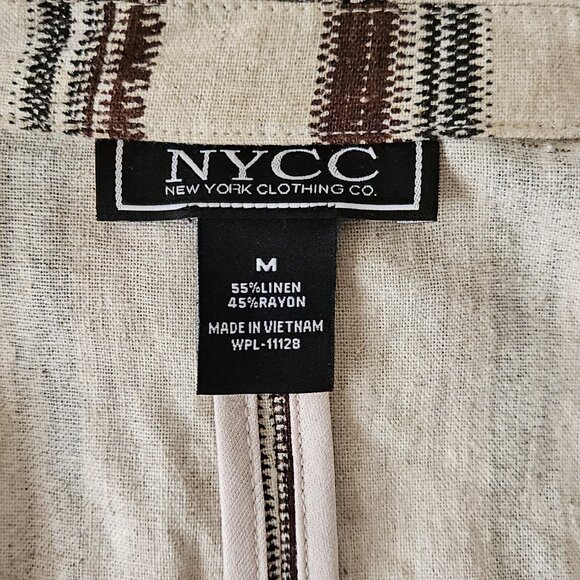 NYCC
NEW YORK CLOTHING CO.
M
55%LINEN
45%RAYON
MADE IN VIETNAM
WPL-11128